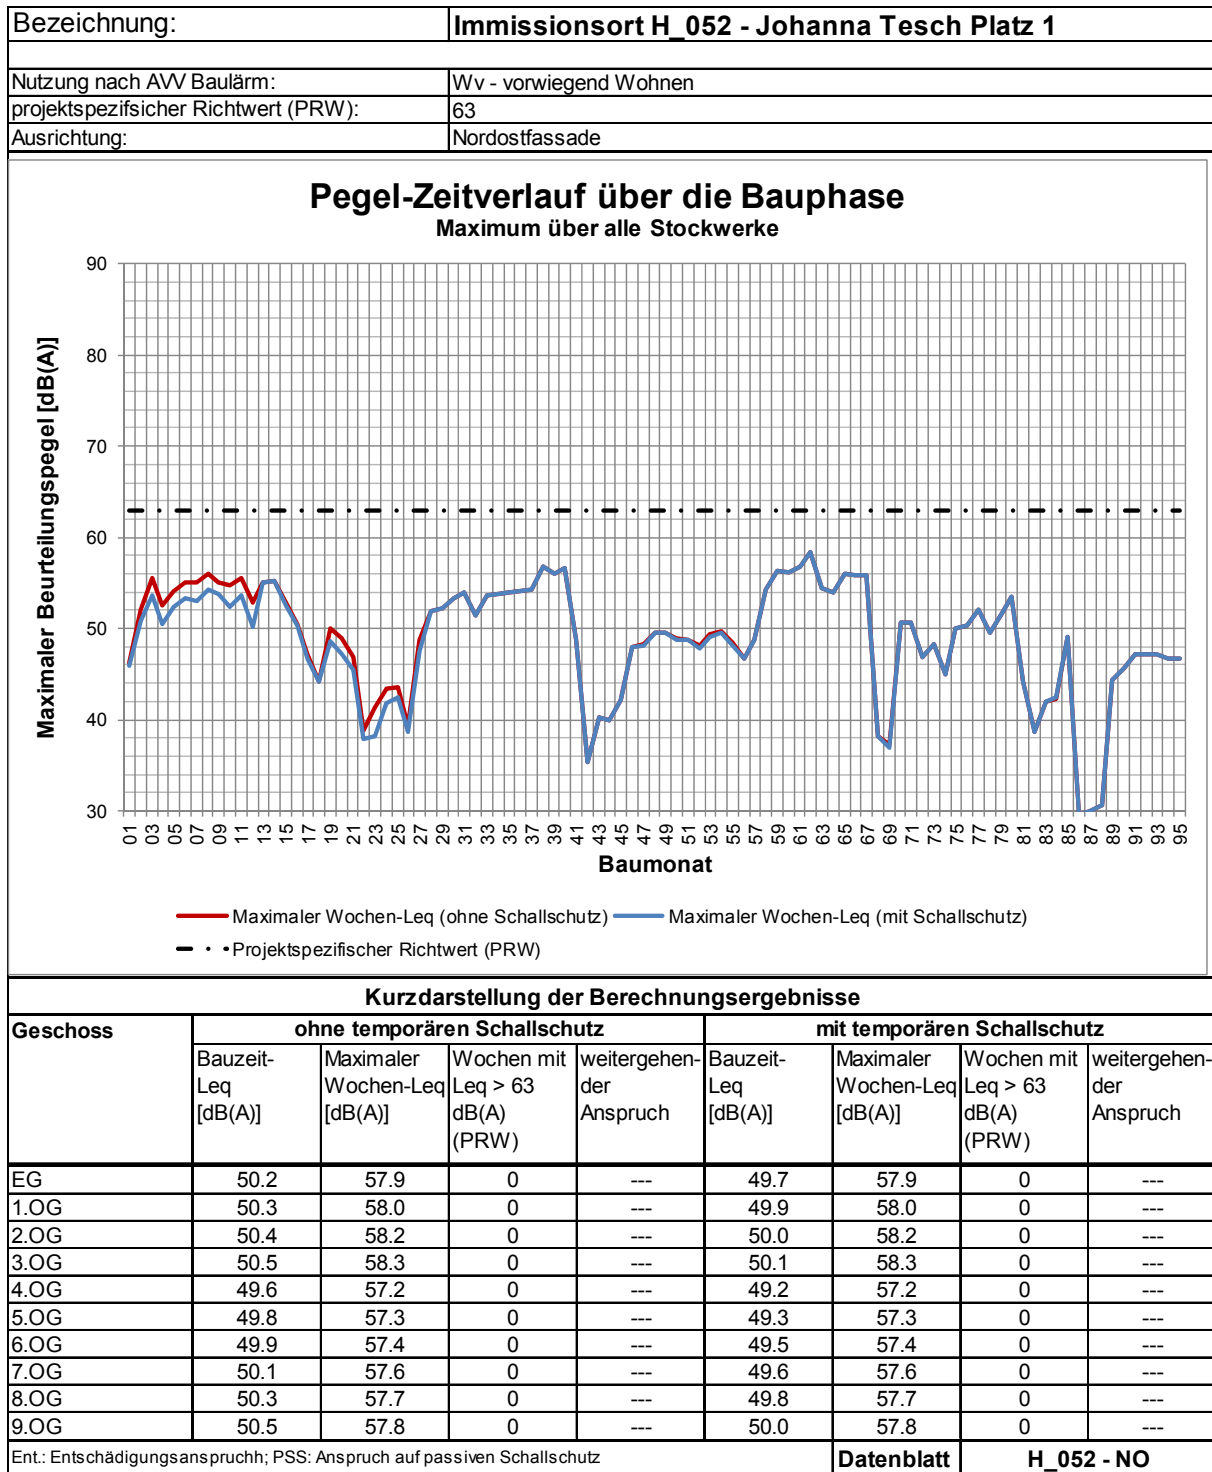 Bezeichnung: Immissionsort H_052 - Johanna Tesch Platz 1
Nutzung nach AVV Baulärm: Wv - vorwiegend Wohnen
projektspezifsicher Richtwert (PRW): 63
Ausrichtung: Nordostfassade
Pegel-Zeitverlauf über die Bauphase
Maximum über alle Stockwerke
Maximaler Beurteilungspegel [dB(A)]
90
80
70
60
50
40
30
01 03 05 07 09 11 13 15 17 19 21 23 25 27 29 31 33 35 37 39 41 43 45 47 49 51 53 55 57 59 61 63 65 67 69 71 73 75 77 79 81 83 85 87 89 91 93 95
Baumonat
Maximaler Wochen-Leq (ohne Schallschutz) Maximaler Wochen-Leq (mit Schallschutz)
Projektspezifischer Richtwert (PRW)
Kurzdarstellung der Berechnungsergebnisse
Geschoss ohne temporären Schallschutz mit temporären Schallschutz
Bauzeit- Maximaler Wochen mit weitergehen- Bauzeit- Maximaler Wochen mit weitergehen-
Leq Wochen-Leq Leq > 63 der Leq Wochen-Leq Leq > 63 der
[dB(A)] [dB(A)] dB(A) Anspruch [dB(A)] [dB(A)] dB(A) Anspruch
(PRW) (PRW)
EG 50.2 57.9 0 --- 49.7 57.9 0 ---
1.OG 50.3 58.0 0 --- 49.9 58.0 0 ---
2.OG 50.4 58.2 0 --- 50.0 58.2 0 ---
3.OG 50.5 58.3 0 --- 50.1 58.3 0 ---
4.OG 49.6 57.2 0 --- 49.2 57.2 0 ---
5.OG 49.8 57.3 0 --- 49.3 57.3 0 ---
6.OG 49.9 57.4 0 --- 49.5 57.4 0 ---
7.OG 50.1 57.6 0 --- 49.6 57.6 0 ---
8.OG 50.3 57.7 0 --- 49.8 57.7 0 ---
9.OG 50.5 57.8 0 --- 50.0 57.8 0 ---
Ent.: Entschädigungsanspruchh; PSS: Anspruch auf passiven Schallschutz Datenblatt H_052 - NO